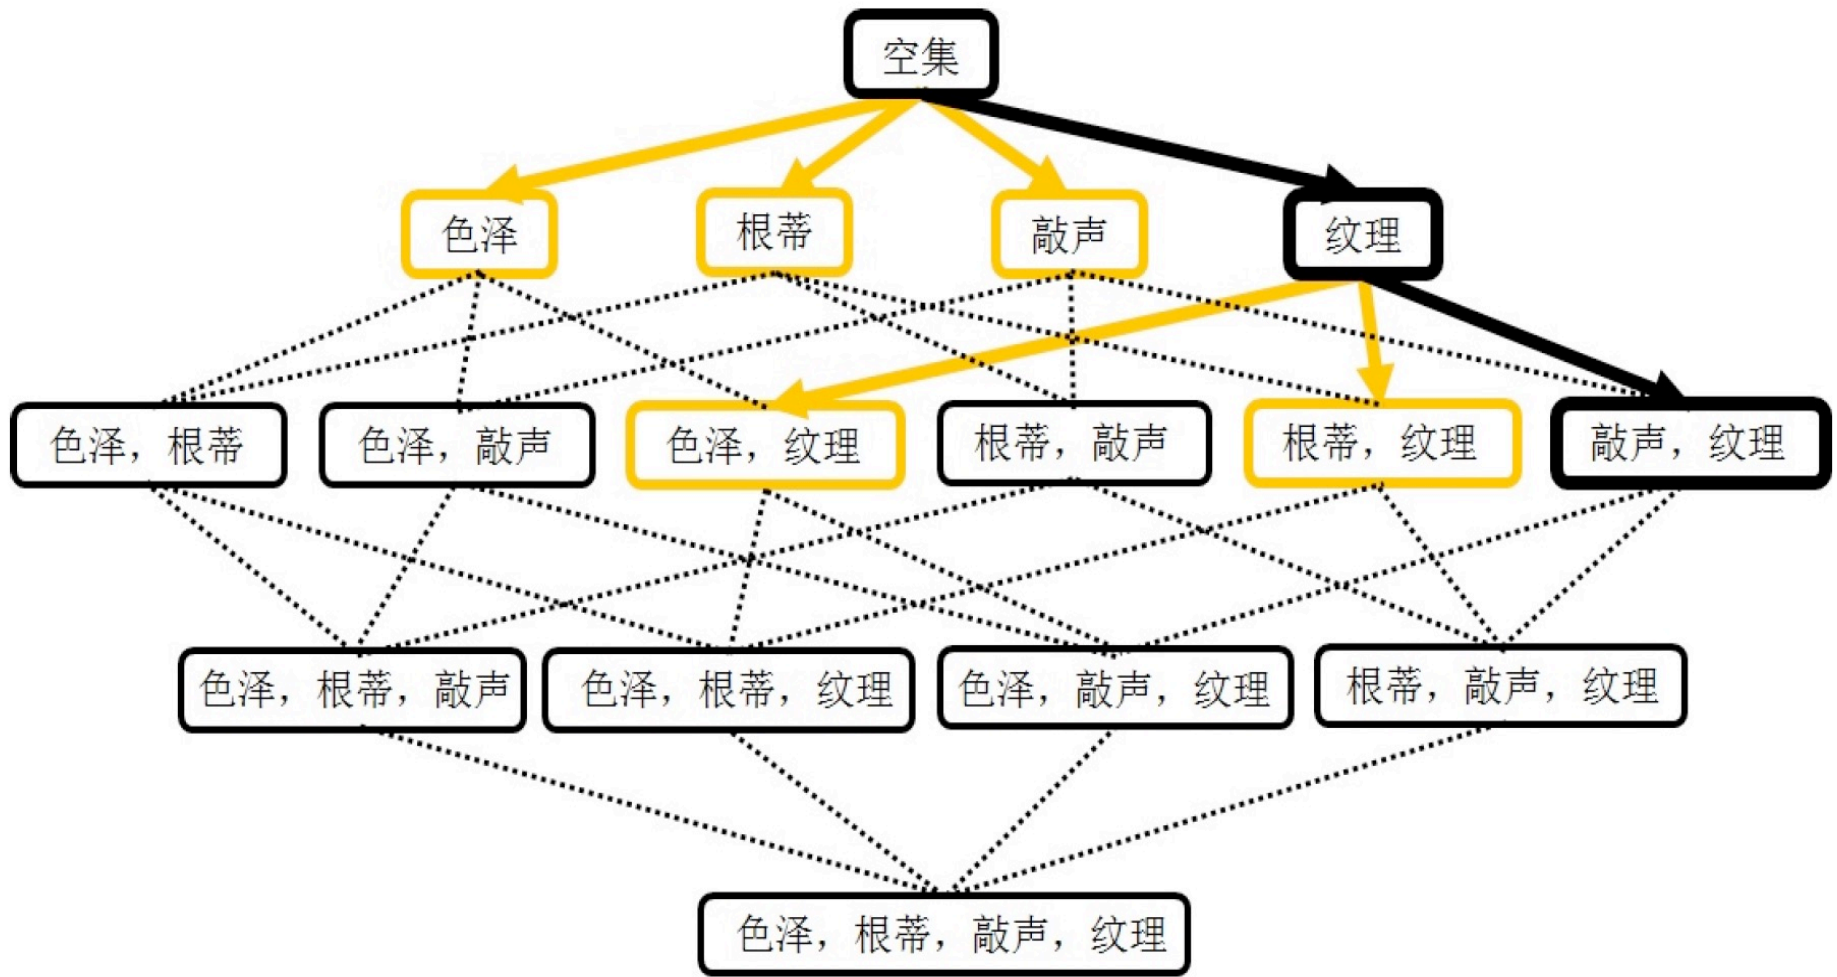 空集
色泽
根蒂
敲声
纹理
色泽，根蒂
色泽，敲声
色泽，纹理
根蒂，敲声
根蒂，纹理
敲声，纹理
色泽，根蒂，敲声
色泽，根蒂，纹理
色泽，敲声，纹理
根蒂，敲声，纹理
色泽，根蒂，敲声，纹理